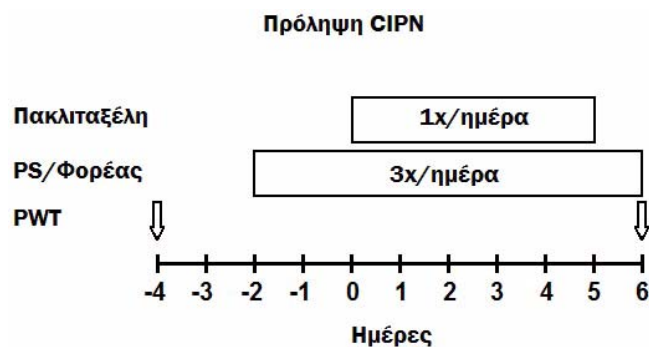 Πρόληψη CIPN
Πακλιταξέλη 1x/ημέρα
PS/Φορέας 3x/ημέρα
PWT
-4 -3 -2 -1 0 1 2 3 4 5 6
Ημέρες